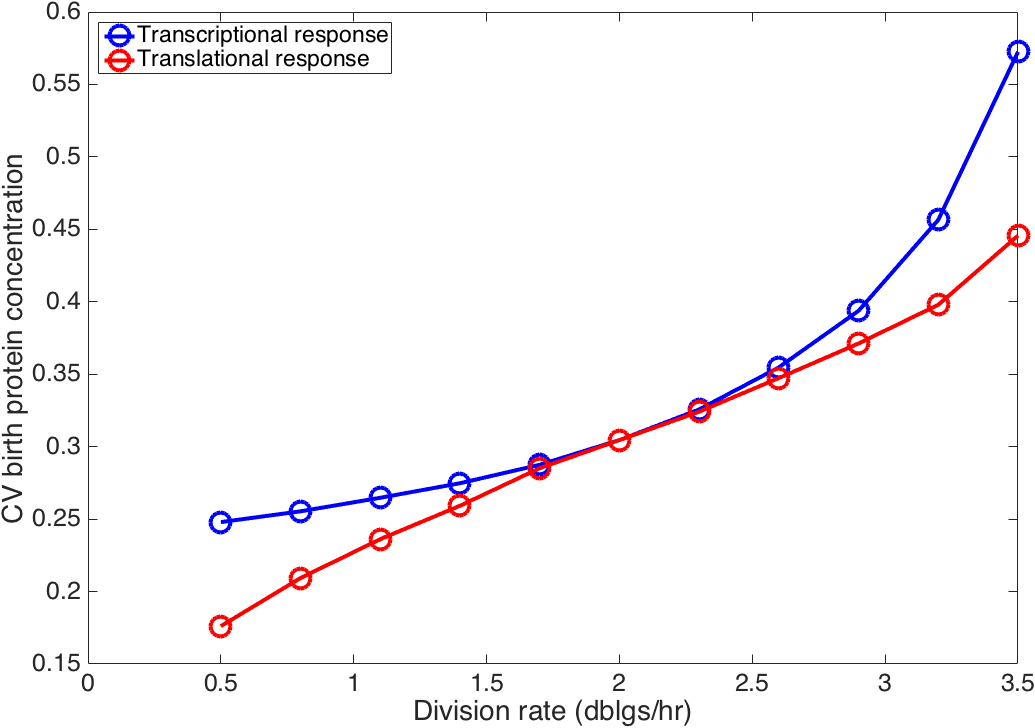 Transcriptional response
Translational response
0.6
0.55
0.5
0.45
0.4
0.35
0.3
0.25
0.2
0.15
CV birth protein concentration
0 0.5 1 1.5 2 2.5 3 3.5
Division rate (dblgs/hr)